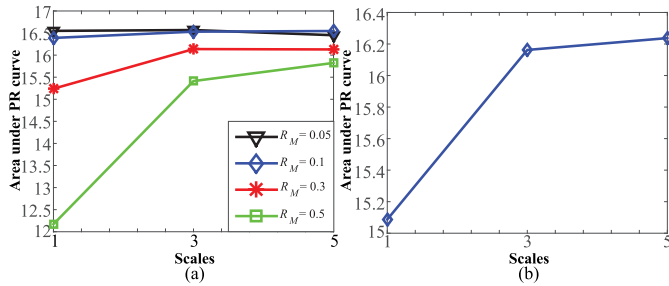 Area under PR curve
17
16.5
16
15.5
15
14.5
14
13.5
13
12.5
12
1
3
5
Scales
(a)
R_M = 0.05
R_M = 0.1
R_M = 0.3
R_M = 0.5
Area under PR curve
16.4
16.2
16
15.8
15.6
15.4
15.2
15
1
3
5
Scales
(b)